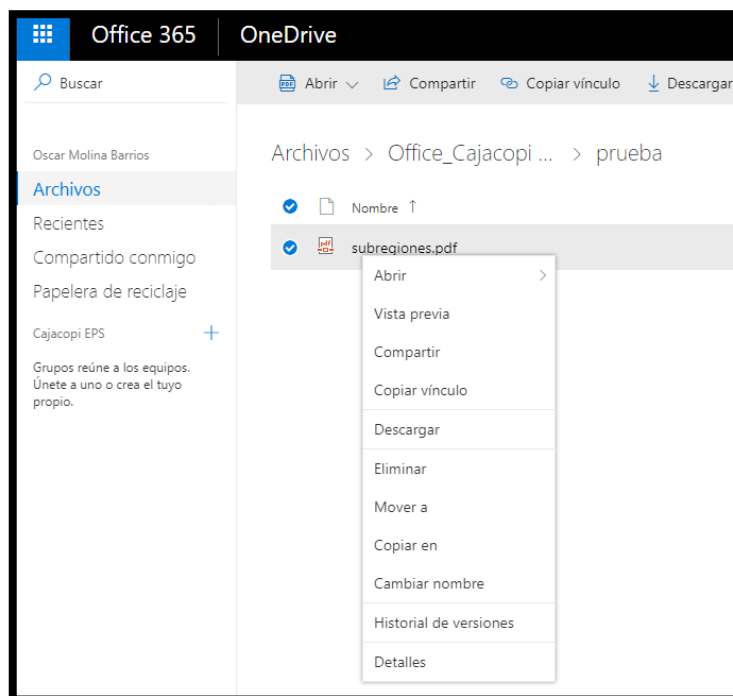 Office 365 OneDrive
Buscar
Abrir Compartir Copiar vínculo Descargar
Oscar Molina Barrios
Archivos
Recientes
Compartido conmigo
Papelera de reciclaje
Cajacopi EPS
Grupos reúne a los equipos.
Únete a uno o crea el tuyo
propio.
Archivos > Office_Cajacopi ... > prueba
Nombre ↑
pdf subregiones.pdf
Abrir >
Vista previa
Compartir
Copiar vínculo
Descargar
Eliminar
Mover a
Copiar en
Cambiar nombre
Historial de versiones
Detalles